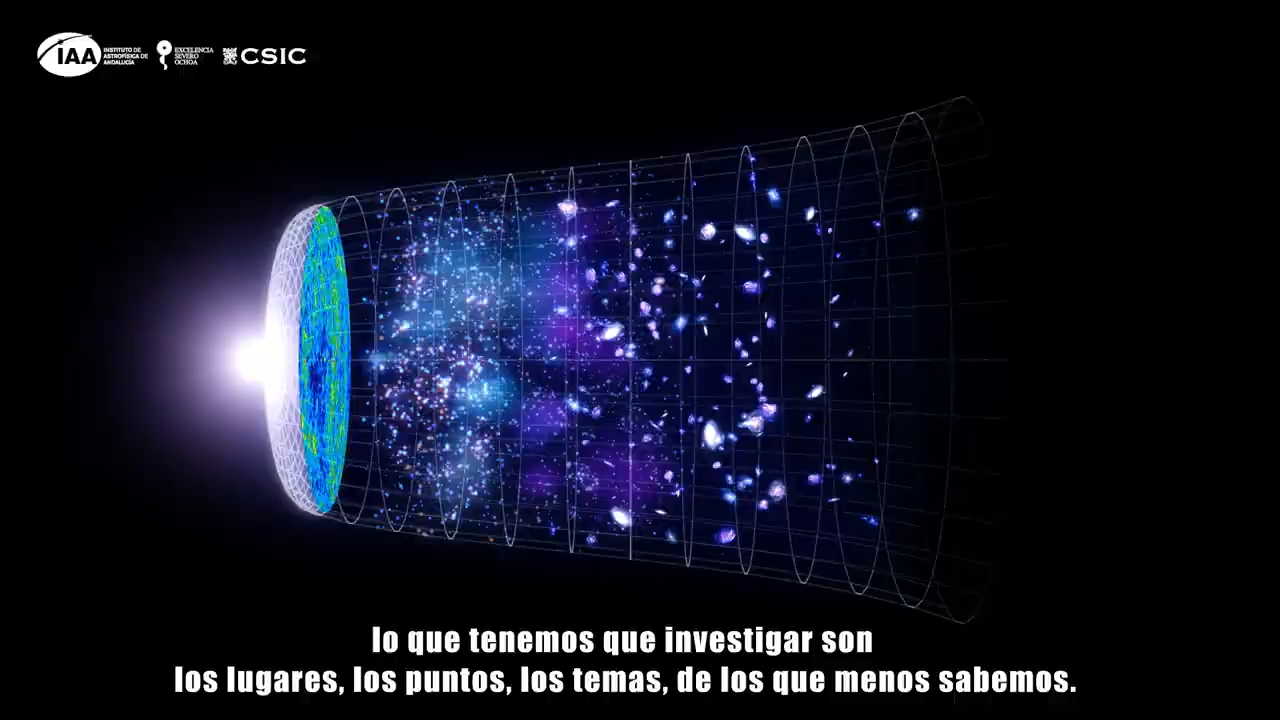 IAA
INSTITUTO DE
ASTROFÍSICA DE
ANDALUCÍA
EXCELENCIA
SEVERO
OCHOA
CSIC
lo que tenemos que investigar son
los lugares, los puntos, los temas, de los que menos sabemos.